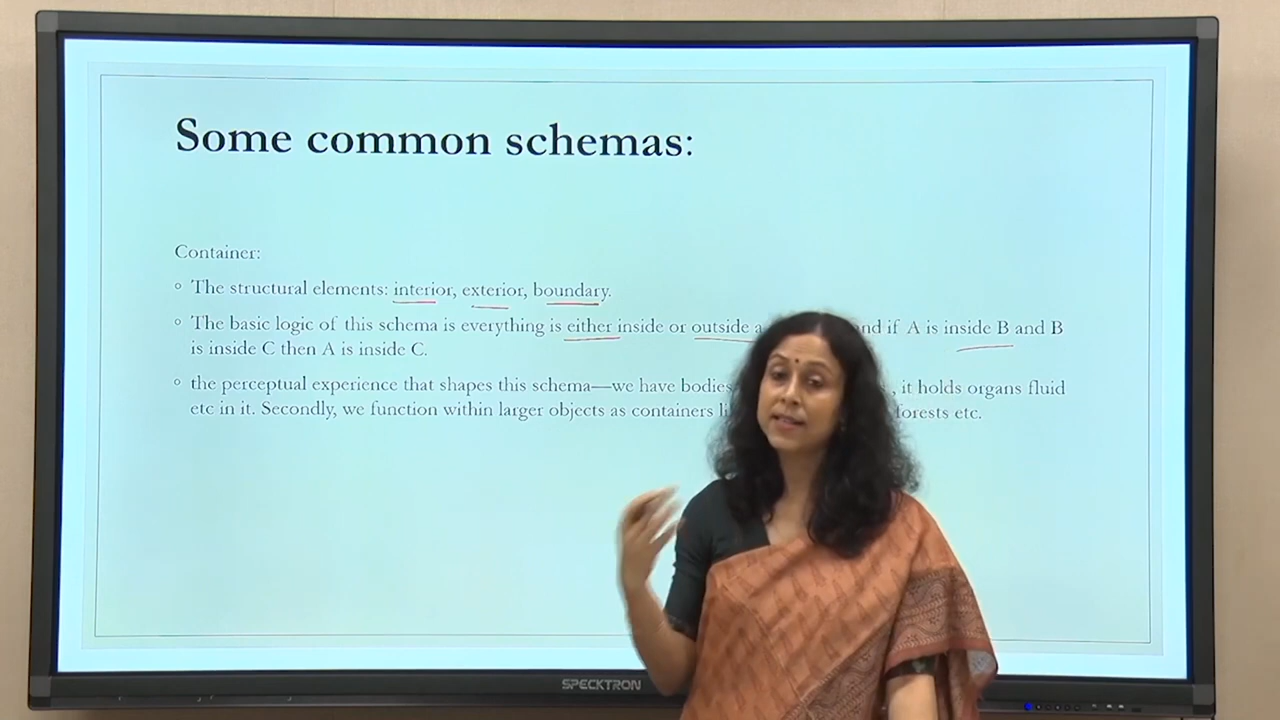 Some common schemas:
Container:
◦ The structural elements: interior, exterior, boundary.
◦ The basic logic of this schema is everything is either inside or outside a nd if A is inside B and B
is inside C then A is inside C.
◦ the perceptual experience that shapes this schema—we have bodies , it holds organs fluid
etc in it. Secondly, we function within larger objects as containers forests etc.
SPECKTRON